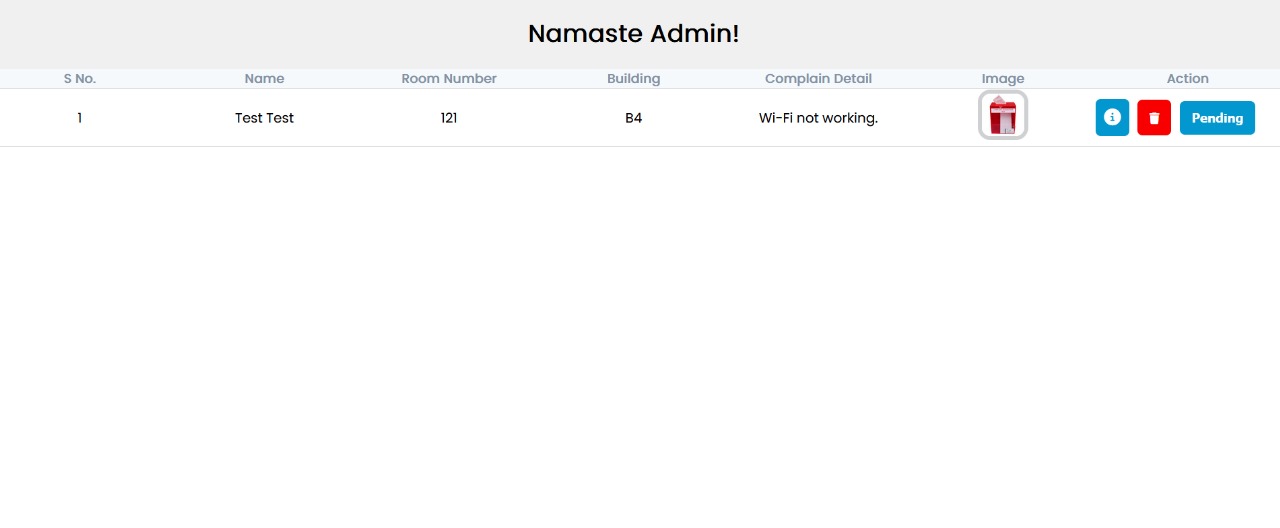 Namaste Admin!
S No. Name Room Number Building Complain Detail Image Action
1 Test Test 121 B4 Wi-Fi not working. Pending